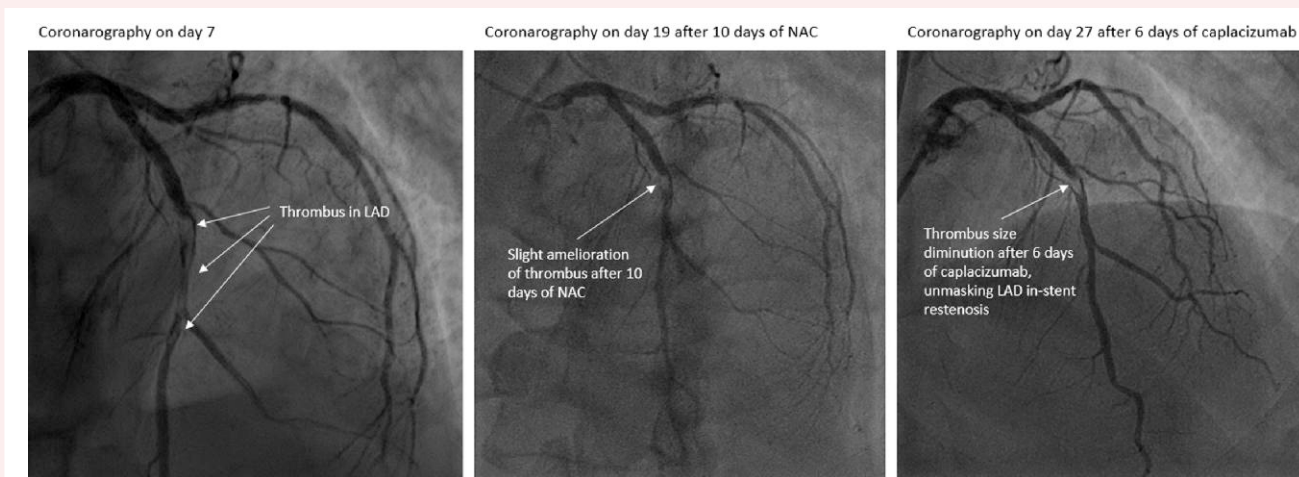 Coronarography on day 7
Coronarography on day 19 after 10 days of NAC
Coronarography on day 27 after 6 days of caplacizumab
Thrombus in LAD
Slight amelioration
of thrombus after 10
days of NAC
Thrombus size
diminution after 6 days
of caplacizumab,
unmasking LAD in-stent
restenosis